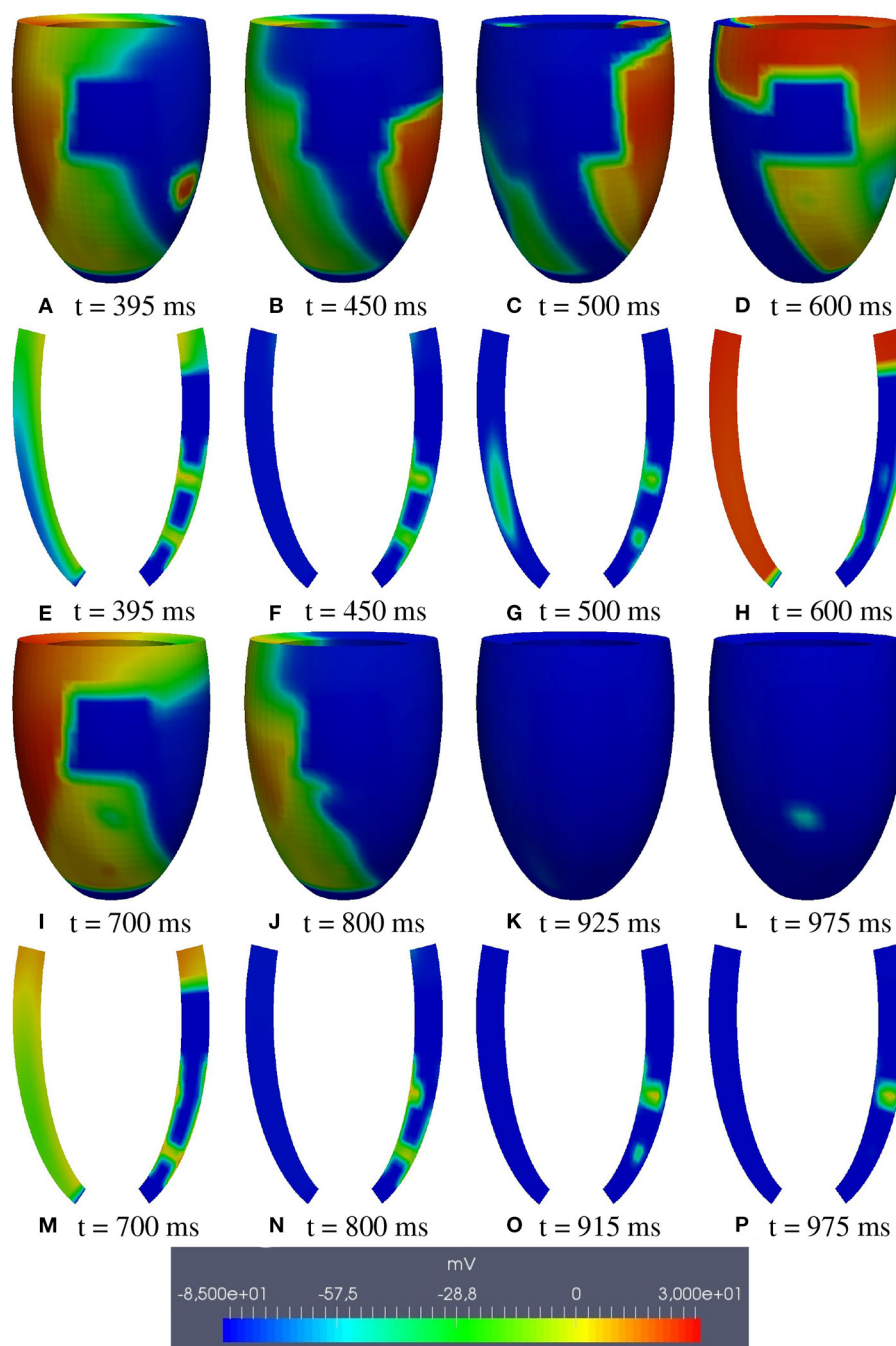 A t = 395 ms B t = 450 ms C t = 500 ms D t = 600 ms
E t = 395 ms F t = 450 ms G t = 500 ms H t = 600 ms
I t = 700 ms J t = 800 ms K t = 925 ms L t = 975 ms
M t = 700 ms N t = 800 ms O t = 915 ms P t = 975 ms
mV
-8,500e+01 -57,5 -28,8 0 3,000e+01